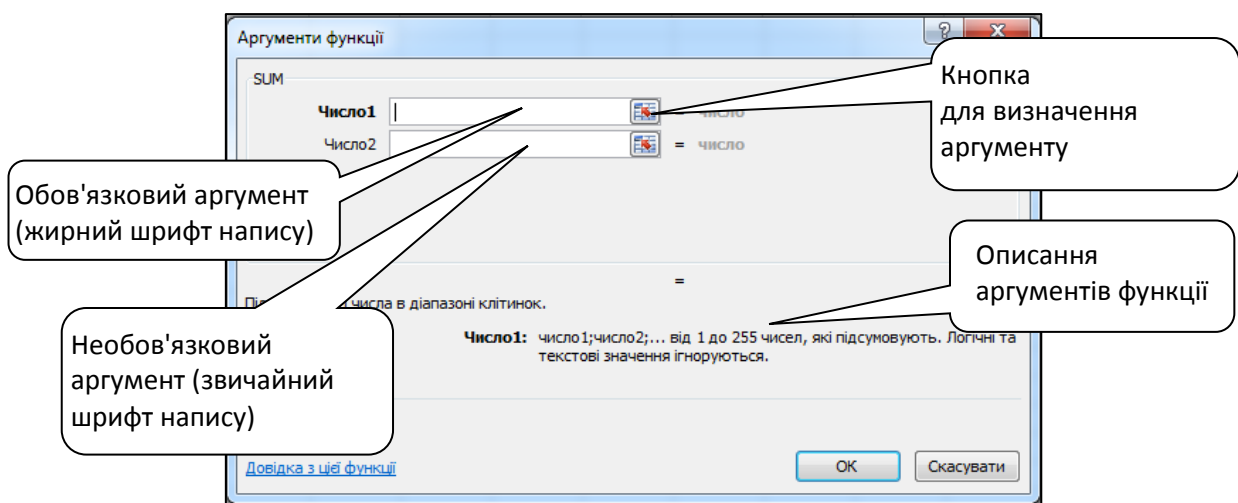 Аргументи функції
SUM
Число1
= число
Число2
= число
Кнопка
для визначення
аргументу
Обов'язковий аргумент
(жирний шрифт напису)
Описання
аргументів функції
=
числа в діапазоні клітинок.
Необов'язковий
аргумент (звичайний
шрифт напису)
Число1: число1;число2;... від 1 до 255 чисел, які підсумовують. Логічні та
текстові значення ігноруються.
Довідка з цієї функції
ОК
Скасувати